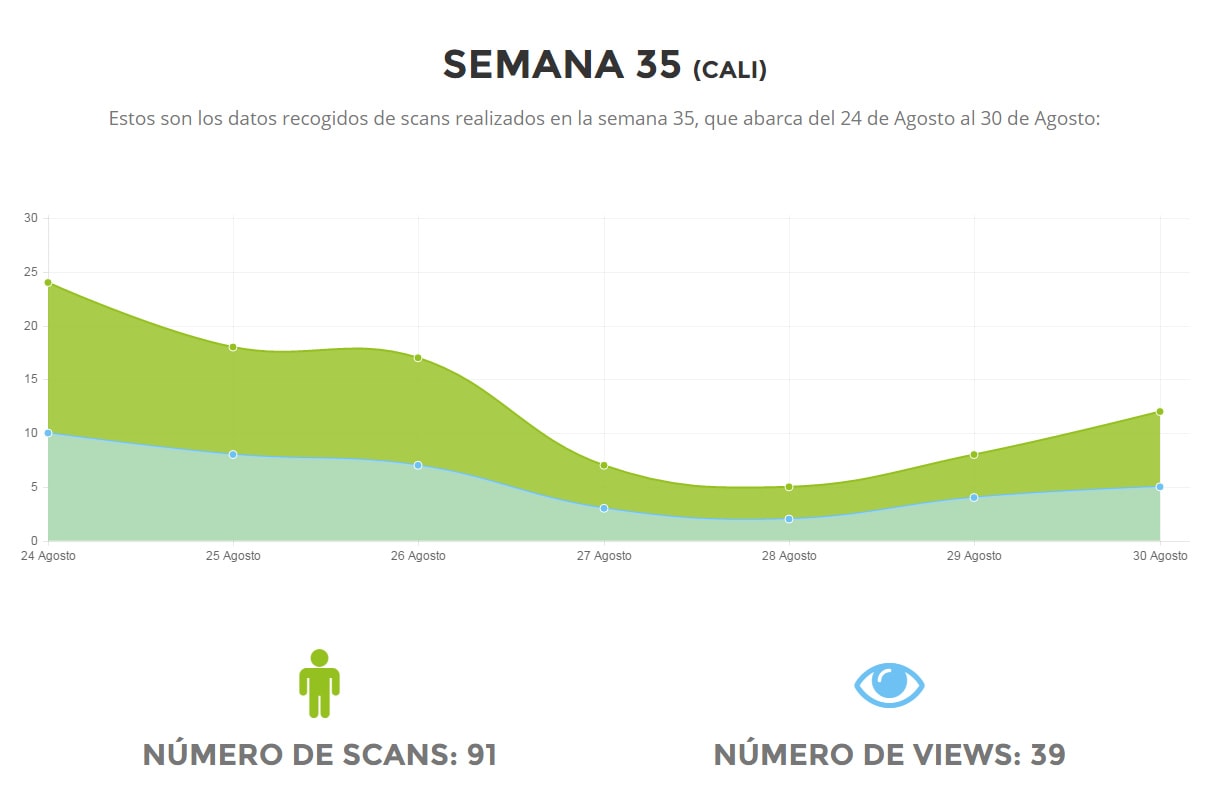 SEMANA 35 (CALI)
Estos son los datos recogidos de scans realizados en la semana 35, que abarca del 24 de Agosto al 30 de Agosto:
30
25
20
15
10
5
0
24 Agosto 25 Agosto 26 Agosto 27 Agosto 28 Agosto 29 Agosto 30 Agosto
NÚMERO DE SCANS: 91
NÚMERO DE VIEWS: 39